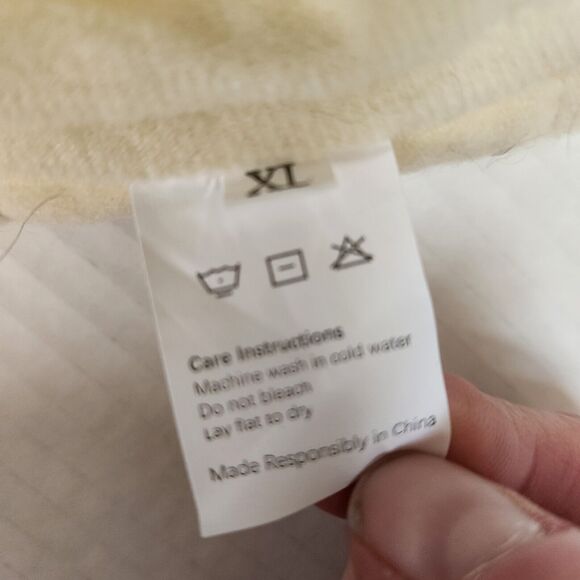 XL
Care Instructions
Machine wash in cold water
Do not bleach
Lay flat to dry
Made Responsibly in China